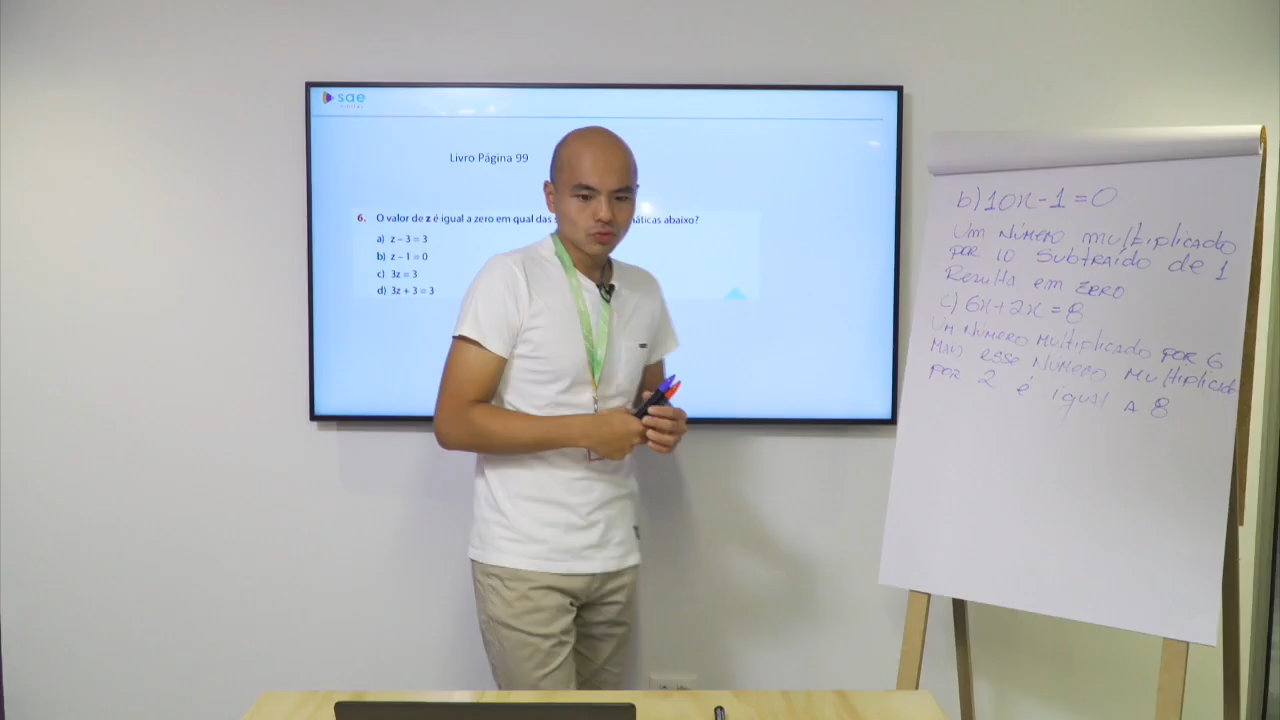 sae
DIGITAL
Livro Página 99
6. O valor de z é igual a zero em qual das áticas abaixo?
a) z – 3 = 3
b) z – 1 = 0
c) 3z = 3
d) 3z + 3 = 3
b) 10x - 1 = 0
Um número multiplicado
por 10 subtraído de 1
Resulta em zero
c) 6x + 2x = 8
Um número multiplicado por 6
mais esse número multiplicado
por 2 é igual a 8